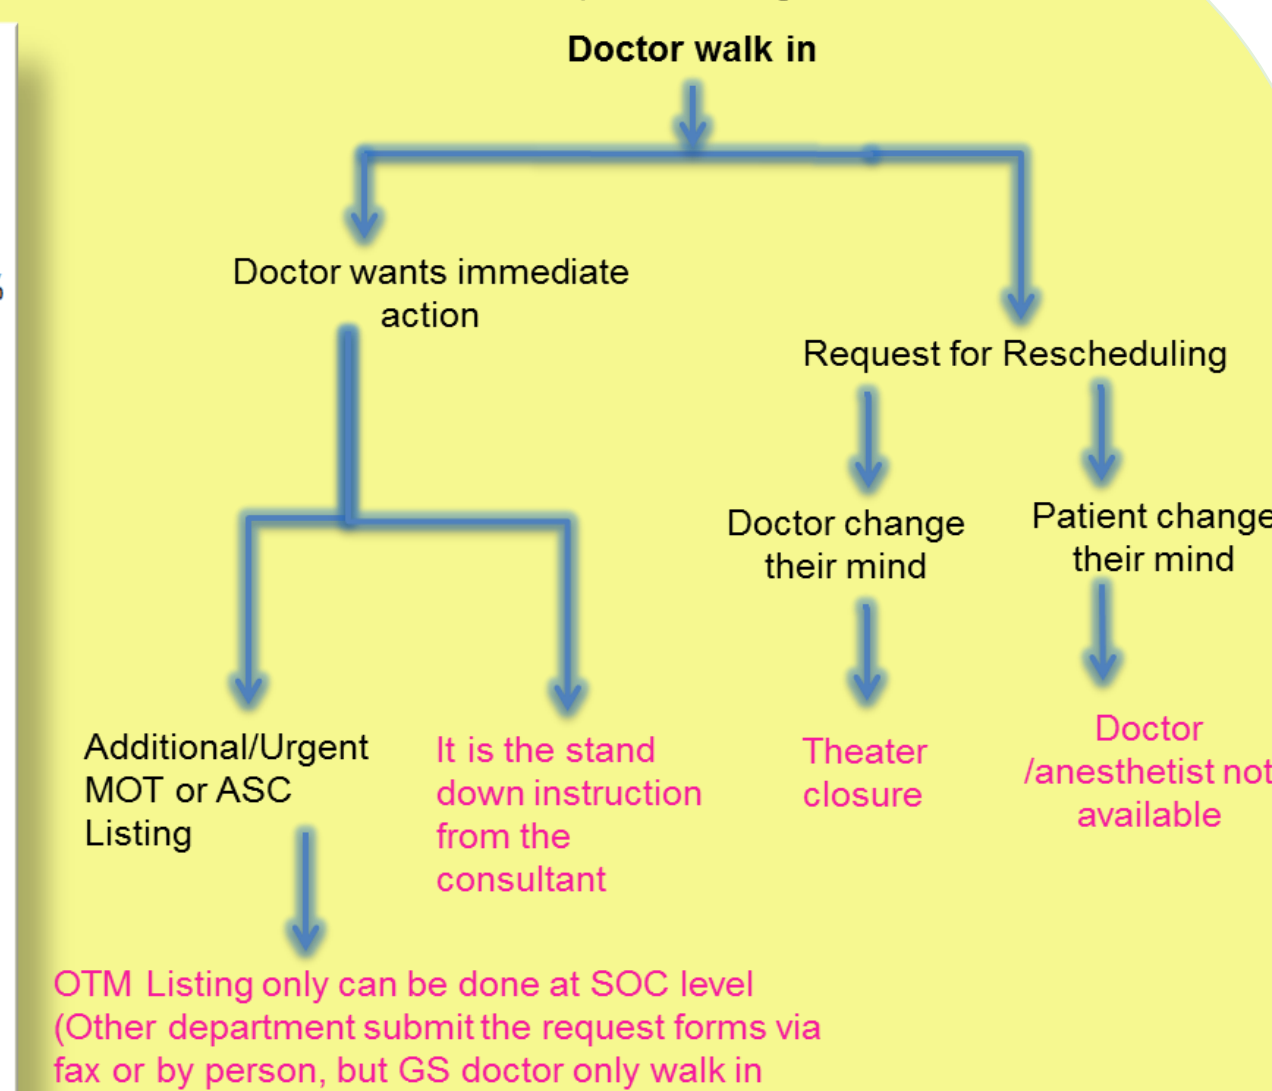 Doctor walk in
Doctor wants immediate
action
Request for Rescheduling
Doctor change
their mind
Patient change
their mind
Additional/Urgent
MOT or ASC
Listing
It is the stand
down instruction
from the
consultant
Theater
closure
Doctor
/anesthetist not
available
OTM Listing only can be done at SOC level
(Other department submit the request forms via
fax or by person, but GS doctor only walk in